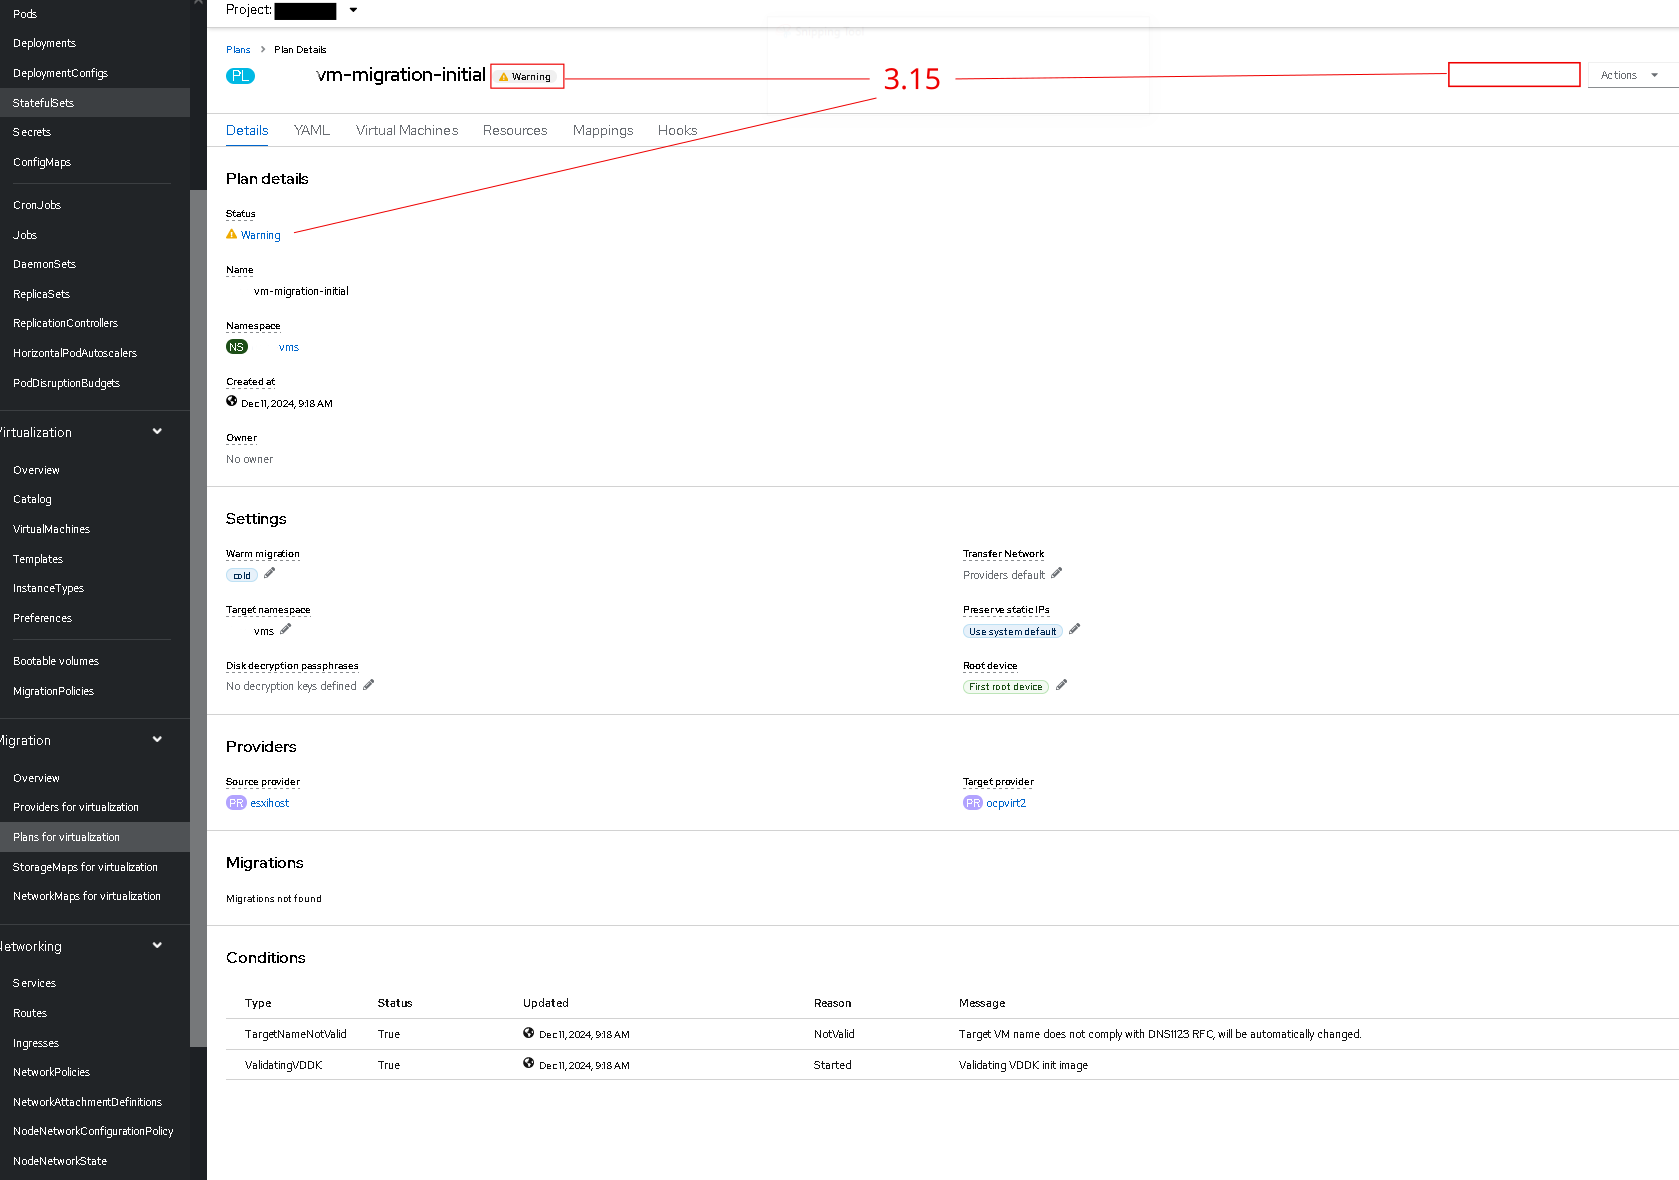 Pods
Deployments
DeploymentConfigs
StatefulSets
Secrets
ConfigMaps
CronJobs
Jobs
DaemonSets
ReplicaSets
ReplicationControllers
HorizontalPodAutoscalers
PodDisruptionBudgets
Virtualization
Overview
Catalog
VirtualMachines
Templates
InstanceTypes
Preferences
Bootable volumes
MigrationPolicies
Migration
Overview
Providers for virtualization
Plans for virtualization
StorageMaps for virtualization
NetworkMaps for virtualization
Networking
Services
Routes
Ingresses
NetworkPolicies
NetworkAttachmentDefinitions
NodeNetworkConfigurationPolicy
NodeNetworkState
Project:
Plans > Plan Details
PL vm-migration-initial Warning 3.15 Actions
Details YAML Virtual Machines Resources Mappings Hooks
Plan details
Status
Warning
Name
vm-migration-initial
Namespace
NS vms
Created at
Dec 11, 2024, 9:18 AM
Owner
No owner
Settings
Warm migration
cold
Target namespace
vms
Disk decryption passphrases
No decryption keys defined
Transfer Network
Providers default
Preserve static IPs
Use system default
Root device
First root device
Providers
Source provider
PR esxihost
Target provider
PR ocpvirt2
Migrations
Migrations not found
Conditions
Type Status Updated Reason Message
TargetNameNotValid True Dec 11, 2024, 9:18 AM NotValid Target VM name does not comply with DNS1123 RFC, will be automatically changed.
ValidatingVDDK True Dec 11, 2024, 9:18 AM Started Validating VDDK init image